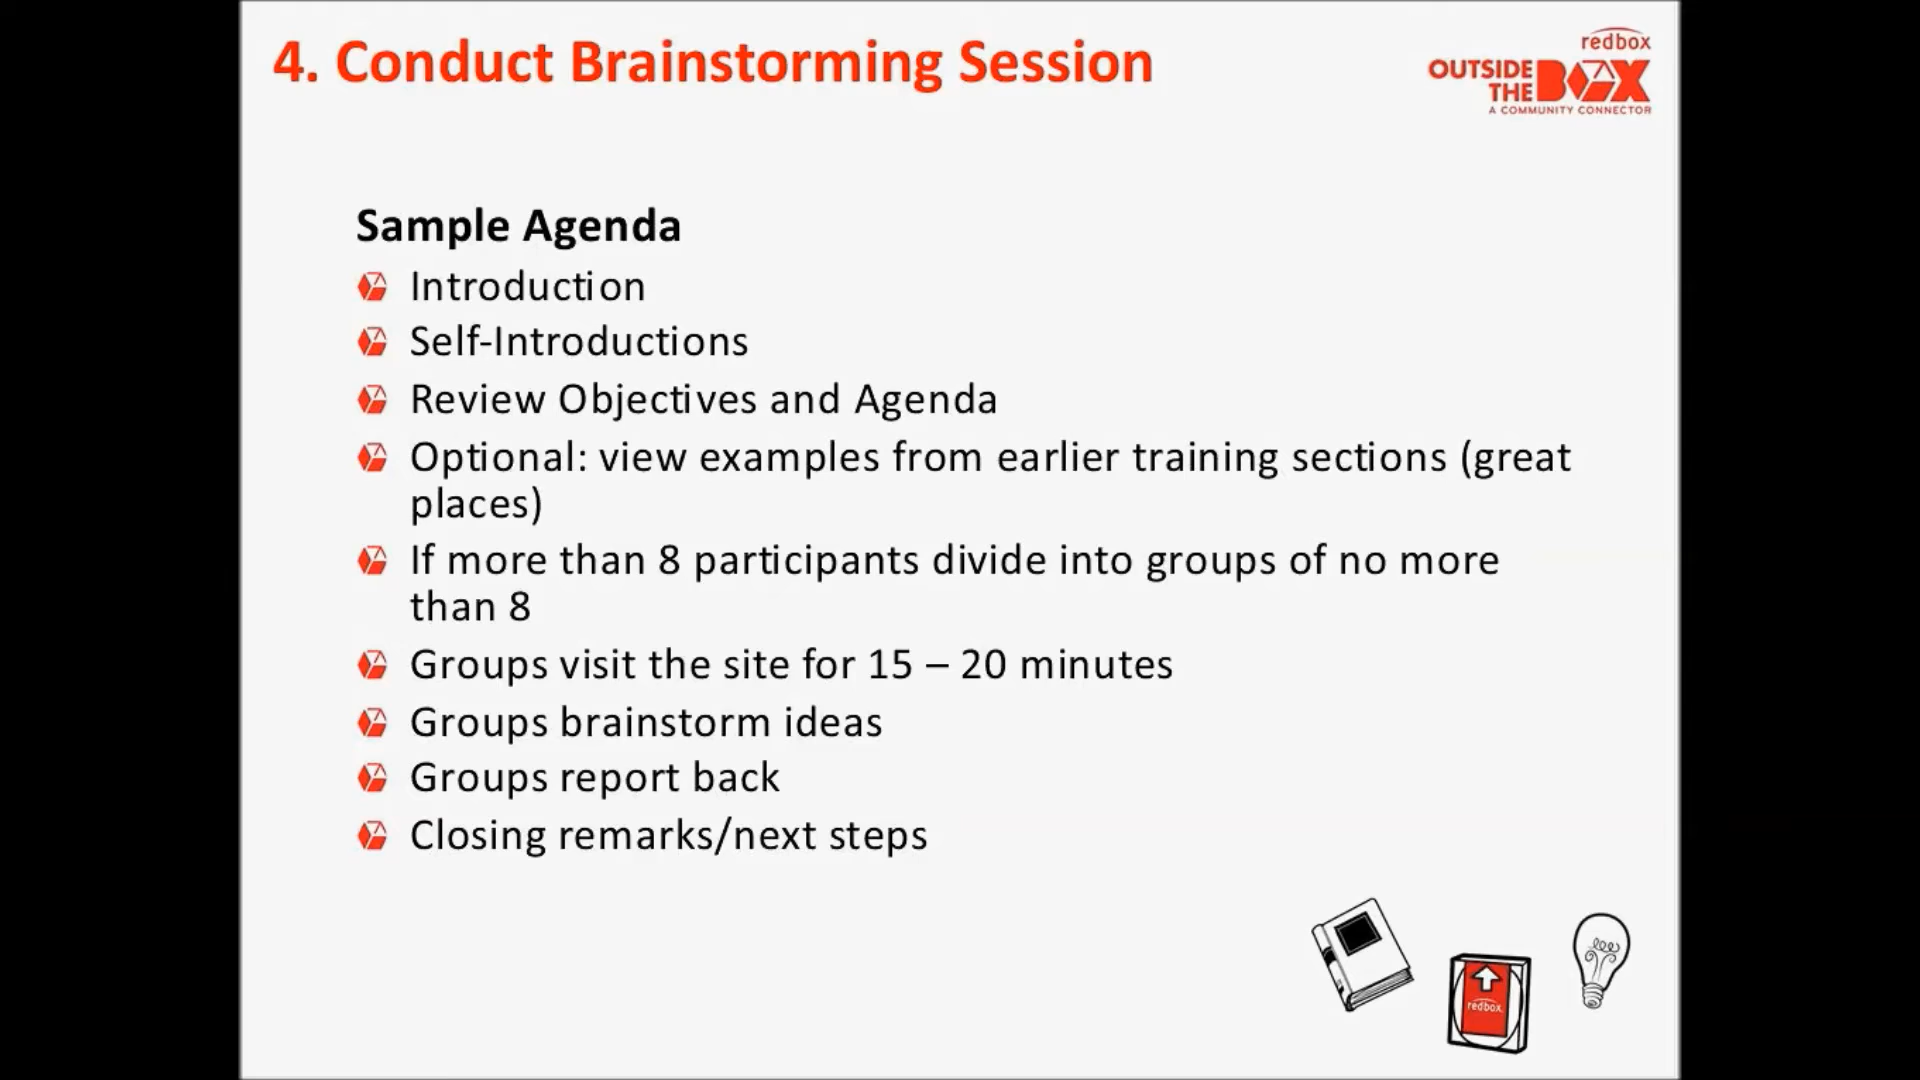 4. Conduct Brainstorming Session
redbox
OUTSIDE
THE BOX
A COMMUNITY CONNECTOR
Sample Agenda
Introduction
Self-Introductions
Review Objectives and Agenda
Optional: view examples from earlier training sections (great
places)
If more than 8 participants divide into groups of no more
than 8
Groups visit the site for 15 – 20 minutes
Groups brainstorm ideas
Groups report back
Closing remarks/next steps
redbox.